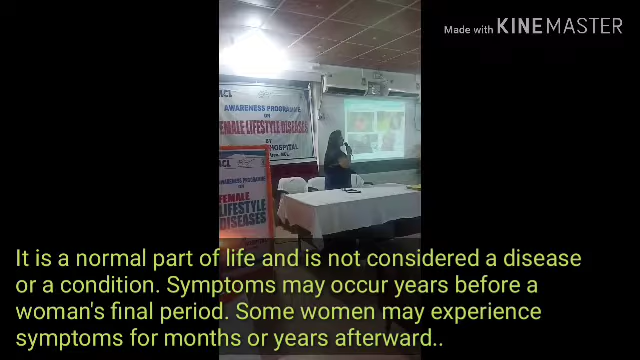 Made with KINEMASTER
AWARENESS PROGRAMME
ON
FEMALE LIFESTYLE DISEASES
BY
HOSPITAL
AWARENESS PROGRAMME
FEMALE
LIFESTYLE
DISEASES
It is a normal part of life and is not considered a disease
or a condition. Symptoms may occur years before a
woman's final period. Some women may experience
symptoms for months or years afterward..